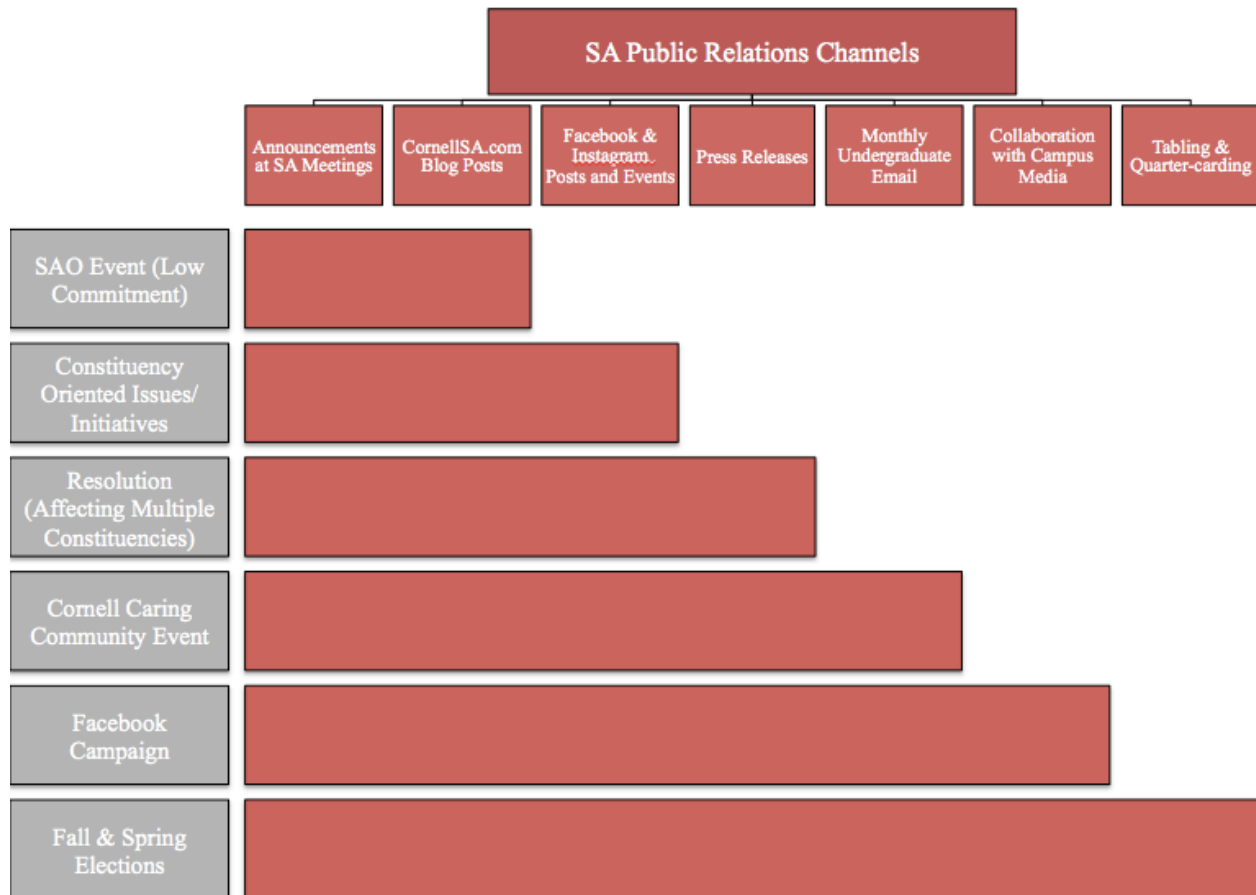 SA Public Relations Channels
Announcements
at SA Meetings
CornellSA.com
Blog Posts
Facebook &
Instagram
Posts and Events
Press Releases
Monthly
Undergraduate
Email
Collaboration
with Campus
Media
Tabling &
Quarter-carding
SAO Event (Low
Commitment)
Constituency
Oriented Issues/
Initiatives
Resolution
(Affecting Multiple
Constituencies)
Cornell Caring
Community Event
Facebook
Campaign
Fall & Spring
Elections